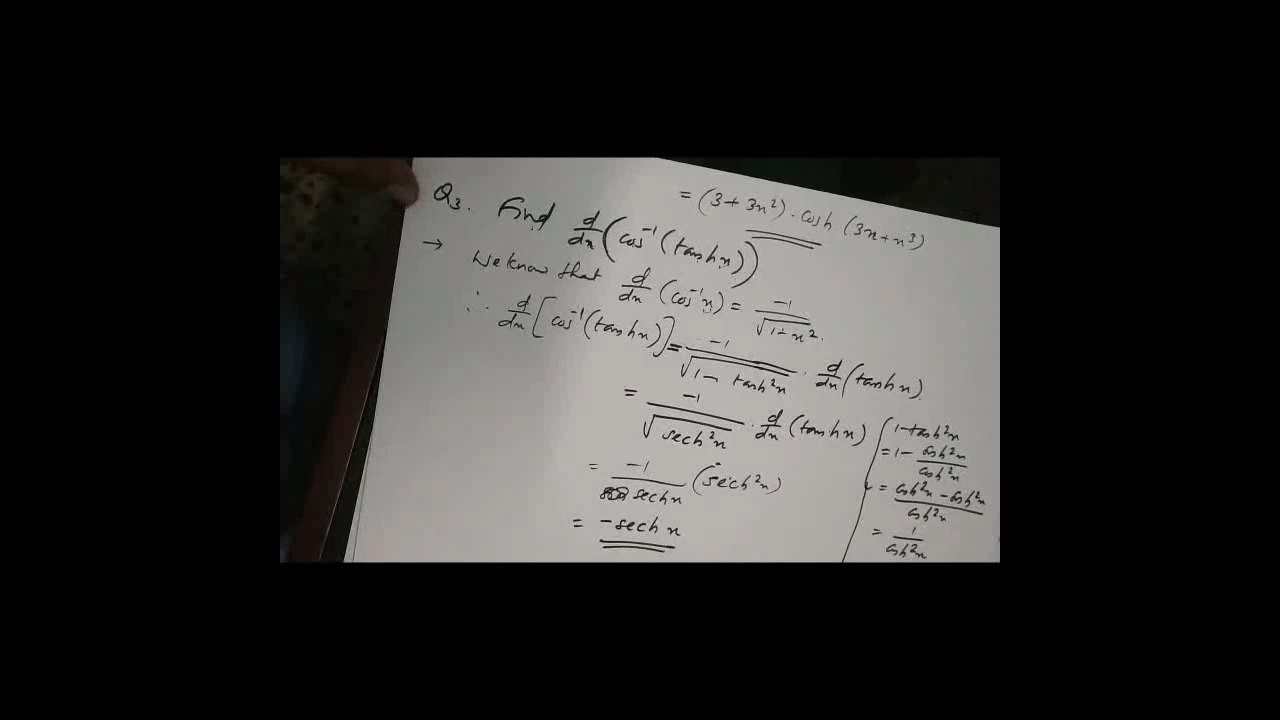 = (3 + 3x²) . cosh (3x + x³)
Q3. Find d/dx (cos⁻¹ (tanh x))
→ We know that d/dx (cos⁻¹x) = -1/√(1-x²).
∴ d/dx [cos⁻¹ (tanh x)] = -1/√(1 - tanh²x) . d/dx (tanh x).
= -1/√(sech²x) . d/dx (tanh x)
= -1/(sech x) (sech²x)
= - sech x
1 - tanh²x
= 1 - cosh²x/cosh²x
= (cosh²x - cosh²x)/cosh²x
= 1/cosh²x